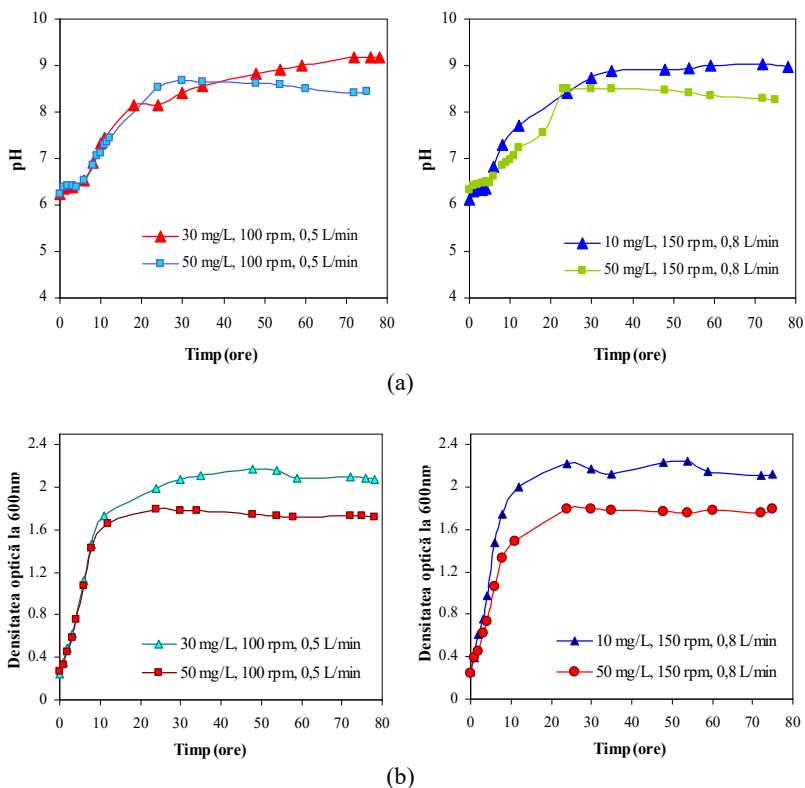 10
9
8
7
6
5
4
pH
0 10 20 30 40 50 60 70 80
Timp (ore)
30 mg/L, 100 rpm, 0,5 L/min
50 mg/L, 100 rpm, 0,5 L/min
10
9
8
7
6
5
4
pH
0 10 20 30 40 50 60 70 80
Timp (ore)
10 mg/L, 150 rpm, 0,8 L/min
50 mg/L, 150 rpm, 0,8 L/min
(a)
2.4
2
1.6
1.2
0.8
0.4
0
Densitatea optică la 600nm
0 10 20 30 40 50 60 70 80
Timp (ore)
30 mg/L, 100 rpm, 0,5 L/min
50 mg/L, 100 rpm, 0,5 L/min
2.4
2
1.6
1.2
0.8
0.4
0
Densitatea optică la 600nm
0 10 20 30 40 50 60 70 80
Timp (ore)
10 mg/L, 150 rpm, 0,8 L/min
50 mg/L, 150 rpm, 0,8 L/min
(b)